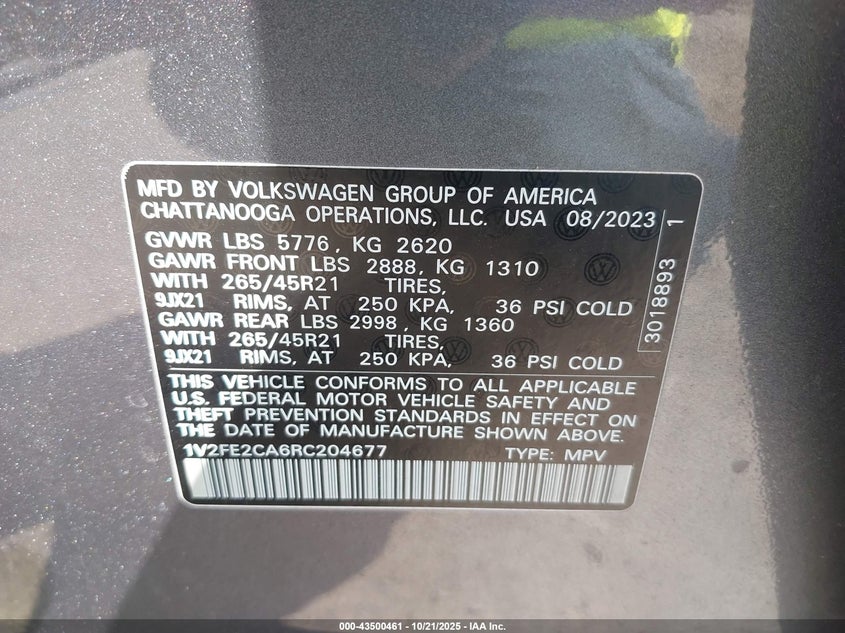 MFD BY VOLKSWAGEN GROUP OF AMERICA
CHATTANOOGA OPERATIONS, LLC. USA 08/2023
GVWR LBS 5776, KG 2620
GAWR FRONT LBS 2888, KG 1310
WITH 265/45R21 TIRES,
9JX21 RIMS, AT 250 KPA, 36 PSI COLD
GAWR REAR LBS 2998, KG 1360
WITH 265/45R21 TIRES,
9JX21 RIMS, AT 250 KPA, 36 PSI COLD
3018893 1
THIS VEHICLE CONFORMS TO ALL APPLICABLE
U.S. FEDERAL MOTOR VEHICLE SAFETY AND
THEFT PREVENTION STANDARDS IN EFFECT ON
THE DATE OF MANUFACTURE SHOWN ABOVE.
1V2FE2CA6RC204677 TYPE: MPV
000-43500461 - 10/21/2025 - IAA Inc.